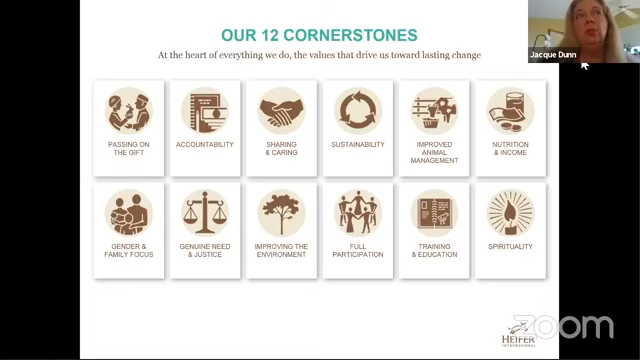 OUR 12 CORNERSTONES
At the heart of everything we do, the values that drive us toward lasting change
Jacque Dunn
PASSING ON
THE GIFT
ACCOUNTABILITY
SHARING
& CARING
SUSTAINABILITY
IMPROVED
ANIMAL
MANAGEMENT
NUTRITION
& INCOME
GENDER &
FAMILY FOCUS
GENUINE NEED
& JUSTICE
IMPROVING THE
ENVIRONMENT
FULL
PARTICIPATION
TRAINING
& EDUCATION
SPIRITUALITY
HEIFER
INTERNATIONAL
zoom